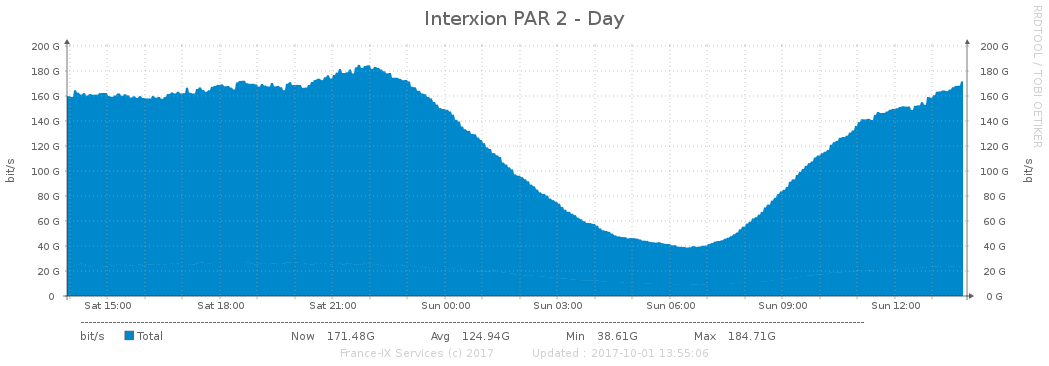 Interxion PAR 2 - Day
RRDTOOL / TOBI OETIKER
200 G 200 G
180 G 180 G
160 G 160 G
140 G 140 G
120 G 120 G
100 G 100 G
80 G 80 G
60 G 60 G
40 G 40 G
20 G 20 G
0 0 G
bit/s
bit/s
Sat 15:00 Sat 18:00 Sat 21:00 Sun 00:00 Sun 03:00 Sun 06:00 Sun 09:00 Sun 12:00
bit/s Total Now 171.48G Avg 124.94G Min 38.61G Max 184.71G
France-IX Services (c) 2017 Updated : 2017-10-01 13:55:06